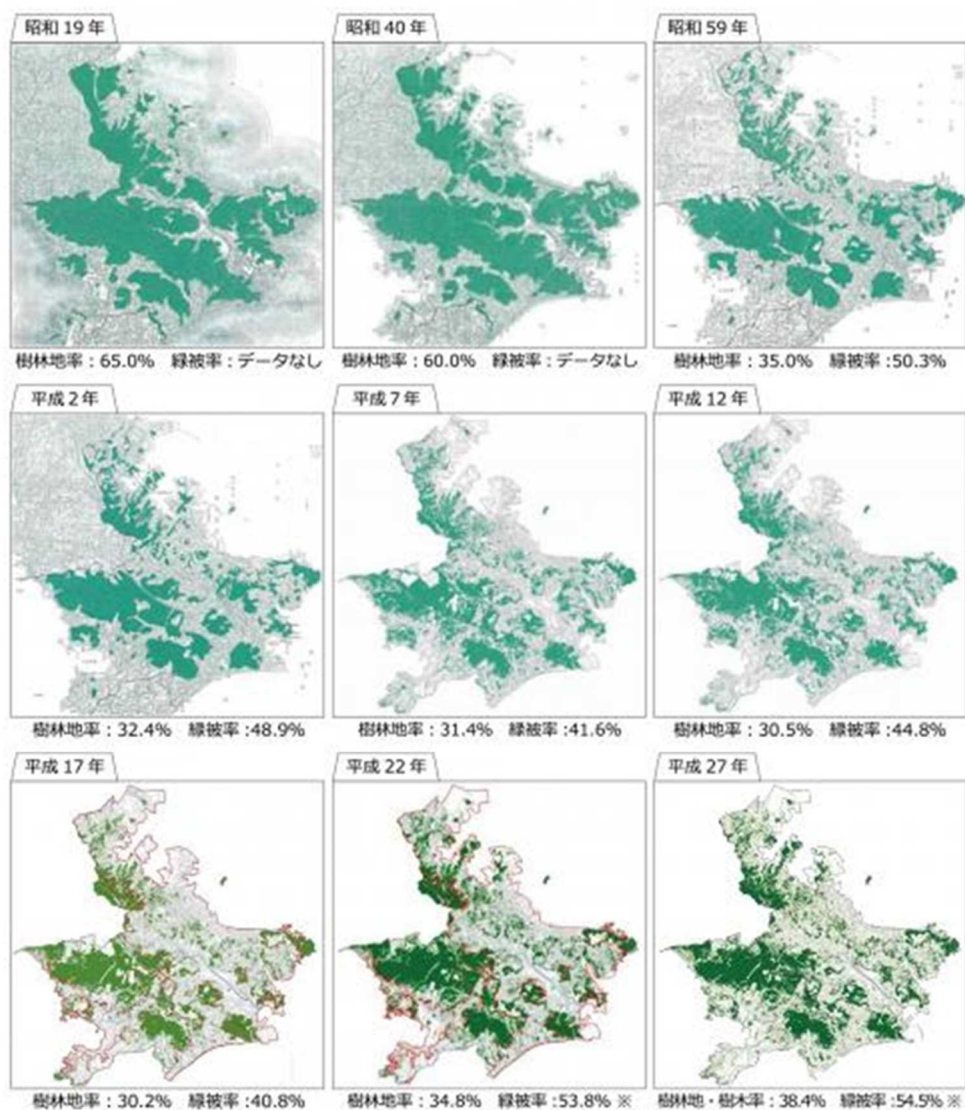 昭和 19 年
昭和 40 年
昭和 59 年
樹林地率：65.0%　緑被率：データなし
樹林地率：60.0%　緑被率：データなし
樹林地率：35.0%　緑被率 :50.3%
平成 2 年
平成 7 年
平成 12 年
樹林地率：32.4%　緑被率 :48.9%
樹林地率：31.4%　緑被率 :41.6%
樹林地率：30.5%　緑被率 :44.8%
平成 17 年
平成 22 年
平成 27 年
樹林地率：30.2%　緑被率 :40.8%
樹林地率：34.8%　緑被率 :53.8% ※
樹林地・樹木率：38.4%　緑被率 :54.5% ※